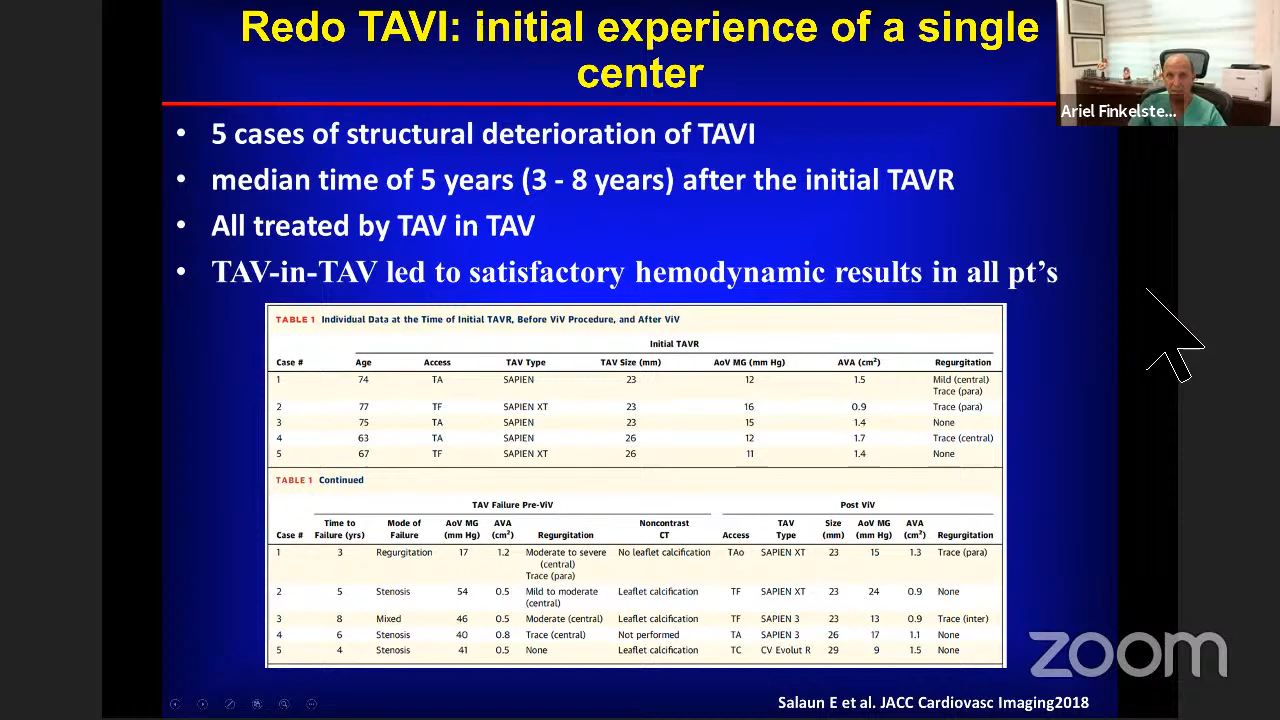 Redo TAVI: initial experience of a single
center
Ariel Finkelste...
• 5 cases of structural deterioration of TAVI
• median time of 5 years (3 - 8 years) after the initial TAVR
• All treated by TAV in TAV
• TAV-in-TAV led to satisfactory hemodynamic results in all pt's
TABLE 1 Individual Data at the Time of Initial TAVR, Before ViV Procedure, and After ViV
Initial TAVR
Case # Age Access TAV Type TAV Size (mm) AoV MG (mm Hg) AVA (cm²) Regurgitation
1 74 TA SAPIEN 23 12 1.5 Mild (central)
Trace (para)
2 77 TF SAPIEN XT 23 16 0.9 Trace (para)
3 75 TA SAPIEN 23 15 1.4 None
4 63 TA SAPIEN 26 12 1.7 Trace (central)
5 67 TF SAPIEN XT 26 11 1.4 None
TABLE 1 Continued
TAV Failure Pre-ViV Post ViV
Time to Mode of AoV MG AVA Noncontrast TAV Size AoV MG AVA
Case # Failure (yrs) Failure (mm Hg) (cm²) Regurgitation CT Access Type (mm) (mm Hg) (cm²) Regurgitation
1 3 Regurgitation 17 1.2 Moderate to severe No leaflet calcification TAo SAPIEN XT 23 15 1.3 Trace (para)
(central)
Trace (para)
2 5 Stenosis 54 0.5 Mild to moderate Leaflet calcification TF SAPIEN XT 23 24 0.9 None
(central)
3 8 Mixed 46 0.5 Moderate (central) Leaflet calcification TF SAPIEN 3 23 13 0.9 Trace (inter)
4 6 Stenosis 40 0.8 Trace (central) Not performed TA SAPIEN 3 26 17 1.1 None
5 4 Stenosis 41 0.5 None Leaflet calcification TC CV Evolut R 29 9 1.5 None
zoom
Salaun E et al. JACC Cardiovasc Imaging2018